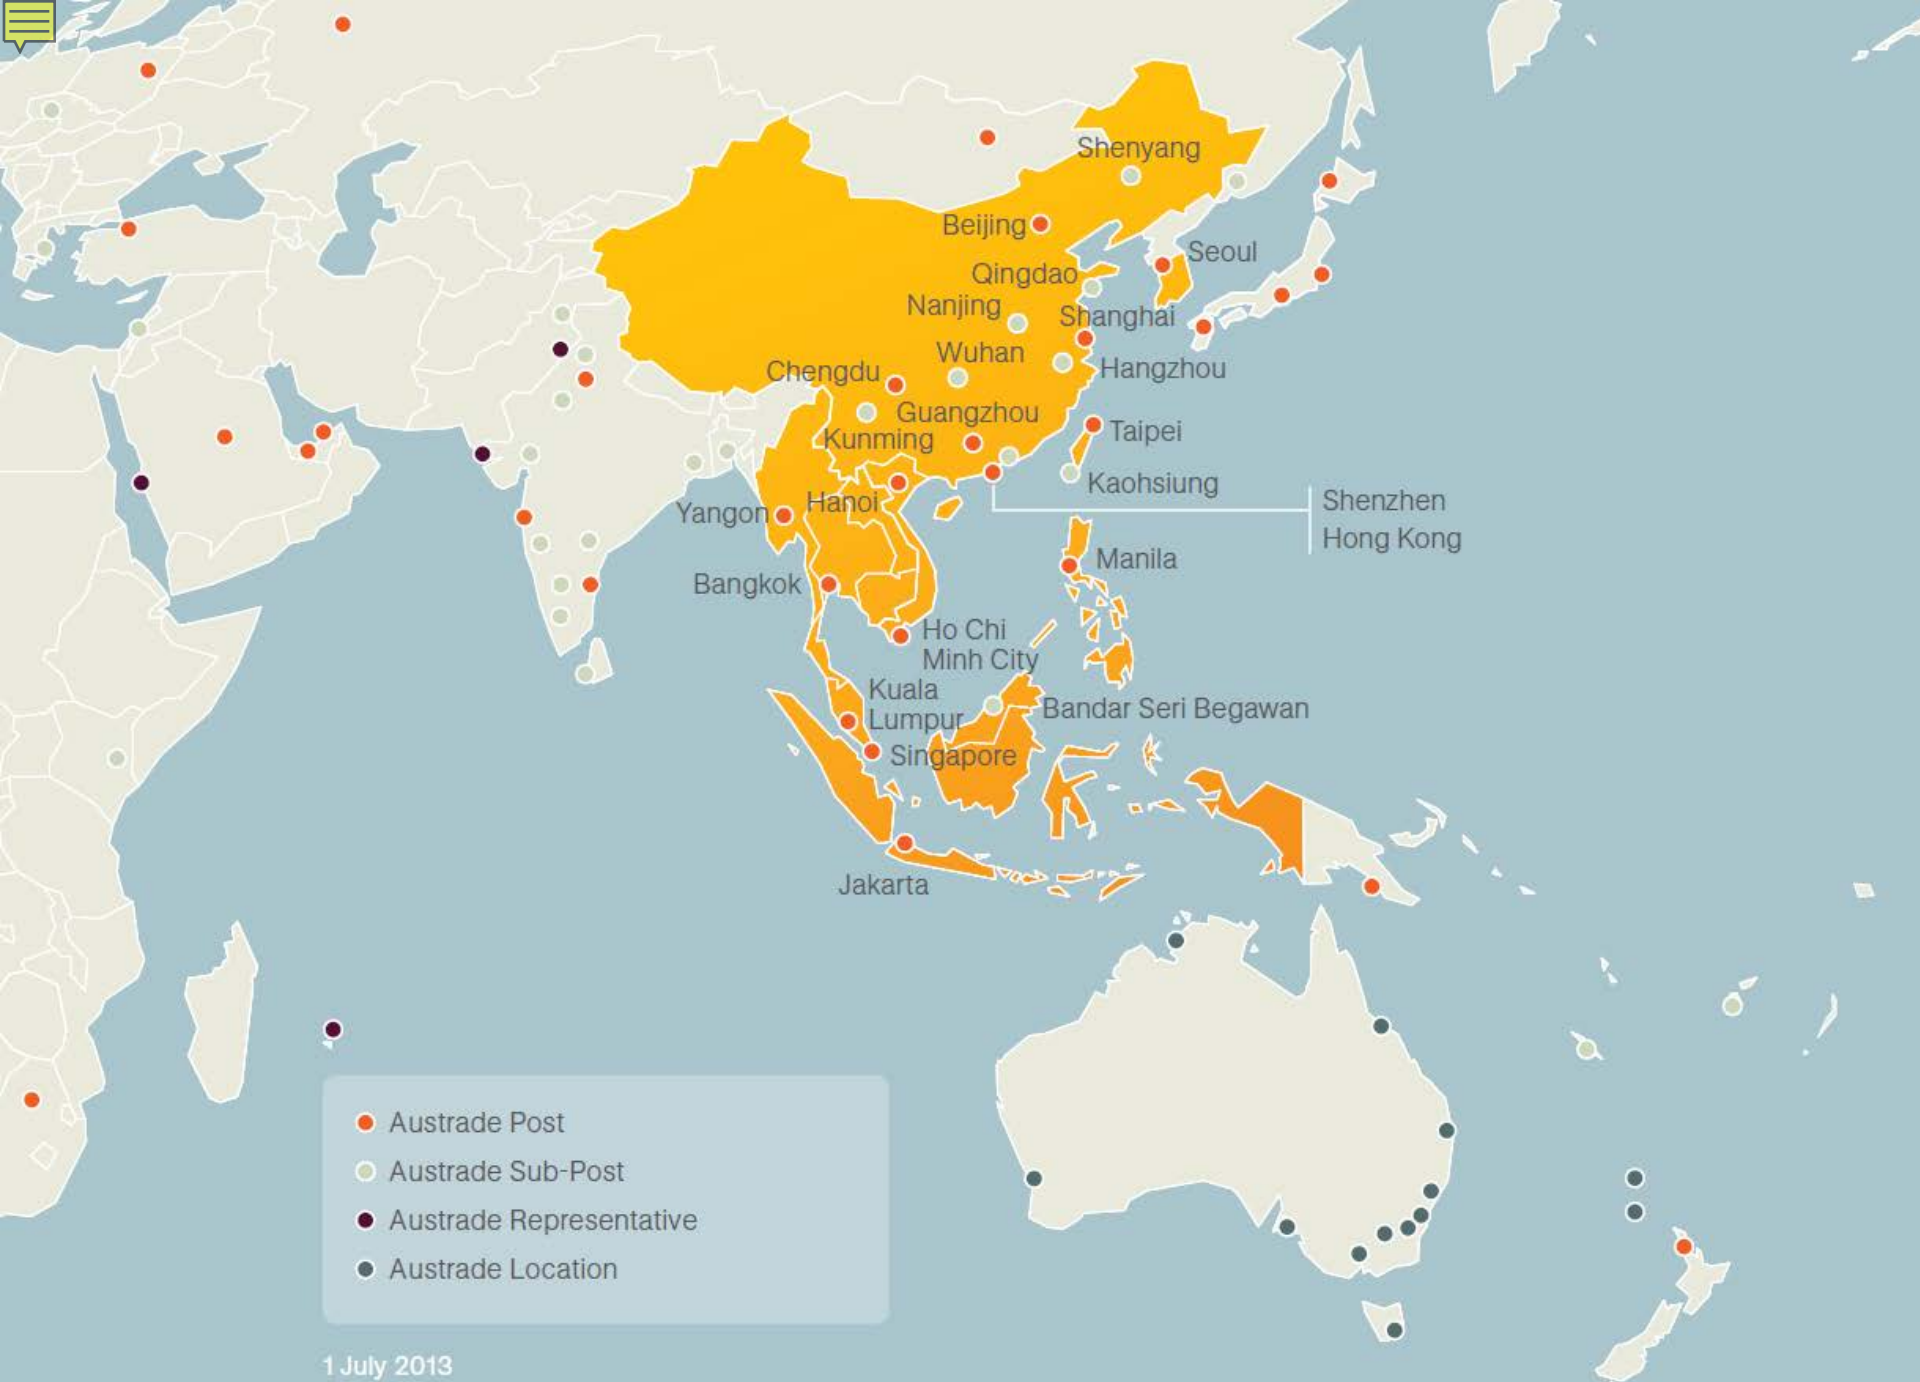 Shenyang
Beijing
Seoul
Qingdao
Nanjing
Shanghai
Wuhan
Hangzhou
Chengdu
Guangzhou
Taipei
Kunming
Kaohsiung
Hanoi
Yangon
Shenzhen
Hong Kong
Manila
Bangkok
Ho Chi
Minh City
Kuala
Lumpur
Bandar Seri Begawan
Singapore
Jakarta
Austrade Post
Austrade Sub-Post
Austrade Representative
Austrade Location
1 July 2013